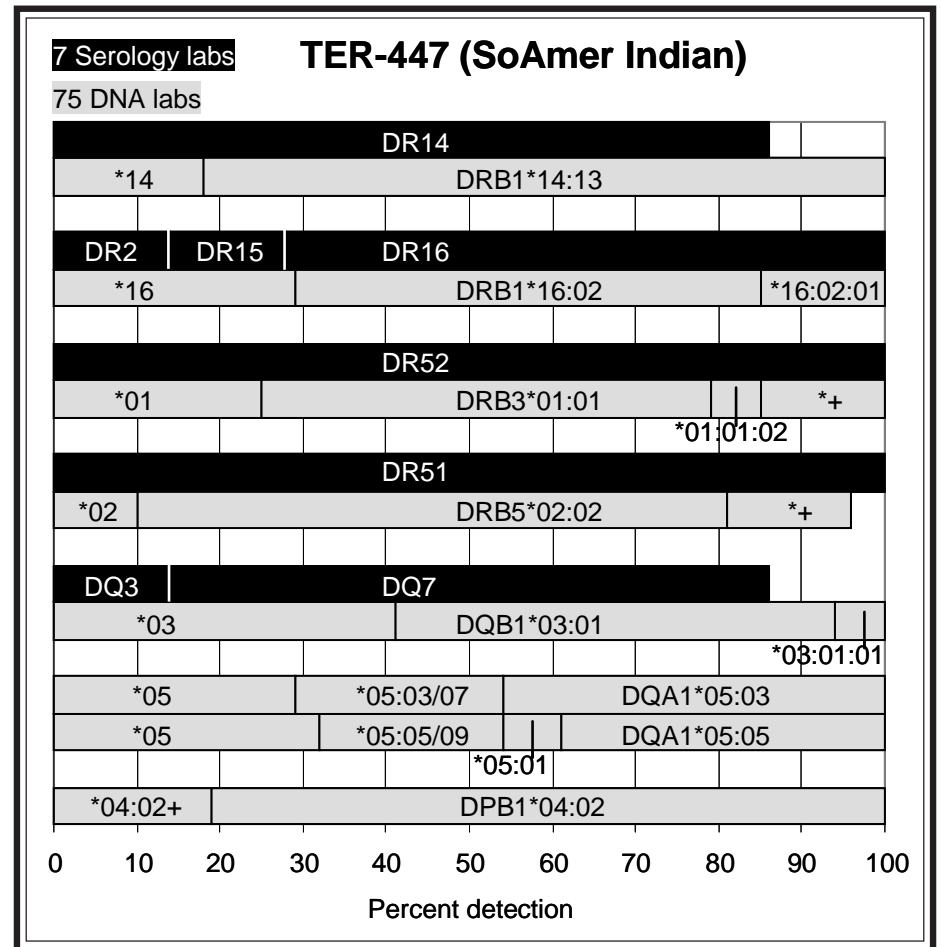 7 Serology labs TER-447 (SoAmer Indian)
75 DNA labs
DR14
*14 DRB1*14:13
DR2 DR15 DR16
*16 DRB1*16:02 *16:02:01
DR52
*01 DRB3*01:01 *+
*01:01:02
DR51
*02 DRB5*02:02 *+
DQ3 DQ7
*03 DQB1*03:01
*03:01:01
*05 *05:03/07 DQA1*05:03
*05 *05:05/09 DQA1*05:05
*05:01
*04:02+ DPB1*04:02
0 10 20 30 40 50 60 70 80 90 100
Percent detection